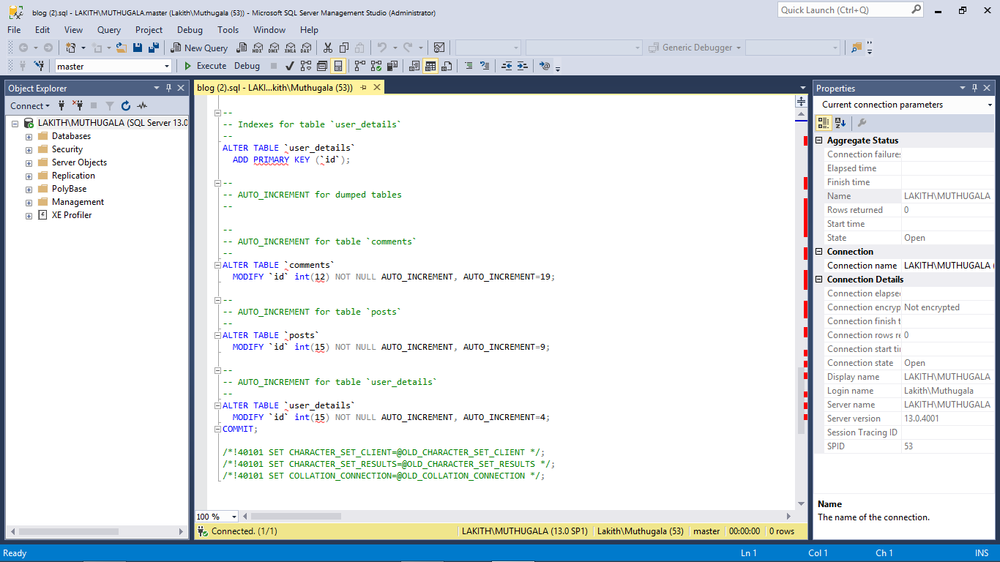 blog (2).sql - LAKITH\MUTHUGALA.master (Lakith\Muthugala (53)) - Microsoft SQL Server Management Studio (Administrator)
Quick Launch (Ctrl+Q)
File Edit View Query Project Debug Tools Window Help
New Query MDX DMX XMLA DAX Generic Debugger
master Execute Debug
Object Explorer
Connect
LAKITH\MUTHUGALA (SQL Server 13.0
Databases
Security
Server Objects
Replication
PolyBase
Management
XE Profiler
blog (2).sql - LAKI...kith\Muthugala (53))
--
-- Indexes for table `user_details`
--
ALTER TABLE `user_details`
ADD PRIMARY KEY (`id`);
--
-- AUTO_INCREMENT for dumped tables
--
--
-- AUTO_INCREMENT for table `comments`
--
ALTER TABLE `comments`
MODIFY `id` int(12) NOT NULL AUTO_INCREMENT, AUTO_INCREMENT=19;
--
-- AUTO_INCREMENT for table `posts`
--
ALTER TABLE `posts`
MODIFY `id` int(15) NOT NULL AUTO_INCREMENT, AUTO_INCREMENT=9;
--
-- AUTO_INCREMENT for table `user_details`
--
ALTER TABLE `user_details`
MODIFY `id` int(15) NOT NULL AUTO_INCREMENT, AUTO_INCREMENT=4;
COMMIT;
/*!40101 SET CHARACTER_SET_CLIENT=@OLD_CHARACTER_SET_CLIENT */;
/*!40101 SET CHARACTER_SET_RESULTS=@OLD_CHARACTER_SET_RESULTS */;
/*!40101 SET COLLATION_CONNECTION=@OLD_COLLATION_CONNECTION */;
100 %
Connected. (1/1) LAKITH\MUTHUGALA (13.0 SP1) Lakith\Muthugala (53) master 00:00:00 0 rows
Properties
Current connection parameters
Aggregate Status
Connection failures
Elapsed time
Finish time
Name LAKITH\MUTHUGALA
Rows returned 0
Start time
State Open
Connection
Connection name LAKITH\MUTHUGALA (
Connection Details
Connection elapsed
Connection encryp Not encrypted
Connection finish t
Connection rows re 0
Connection start tin
Connection state Open
Display name LAKITH\MUTHUGALA
Login name Lakith\Muthugala
Server name LAKITH\MUTHUGALA
Server version 13.0.4001
Session Tracing ID
SPID 53
Name
The name of the connection.
Ready Ln 1 Col 1 Ch 1 INS